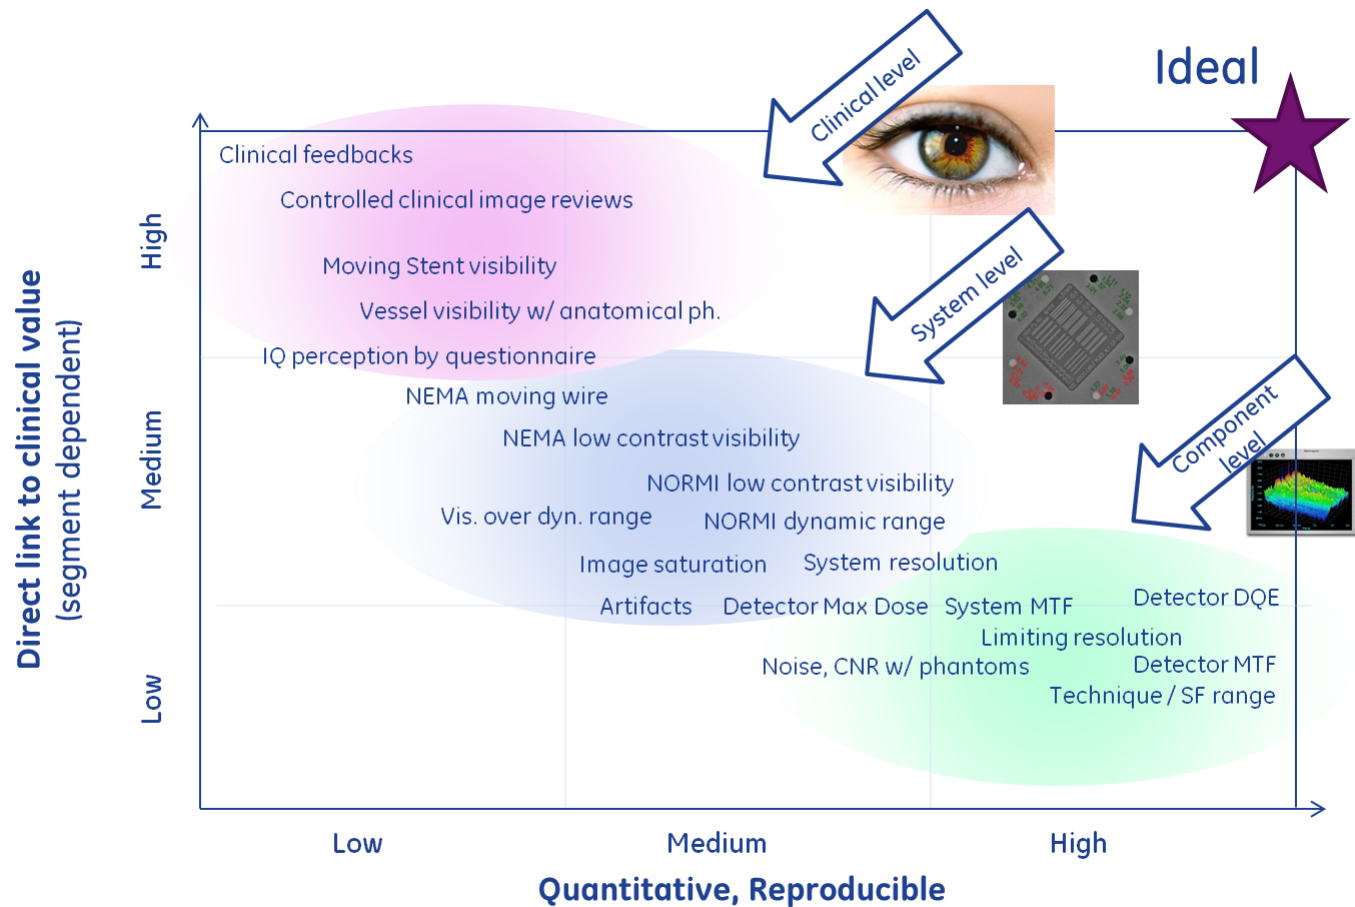 Ideal
Clinical level
Clinical feedbacks
Controlled clinical image reviews
High
System level
Moving Stent visibility
Vessel visibility w/ anatomical ph.
IQ perception by questionnaire
Direct link to clinical value
(segment dependent)
NEMA moving wire
Component
level
Medium
NEMA low contrast visibility
NORMI low contrast visibility
Vis. over dyn. range
NORMI dynamic range
Image saturation
System resolution
Artifacts
Detector Max Dose
System MTF
Detector DQE
Limiting resolution
Low
Noise, CNR w/ phantoms
Detector MTF
Technique / SF range
Low
Medium
High
Quantitative, Reproducible